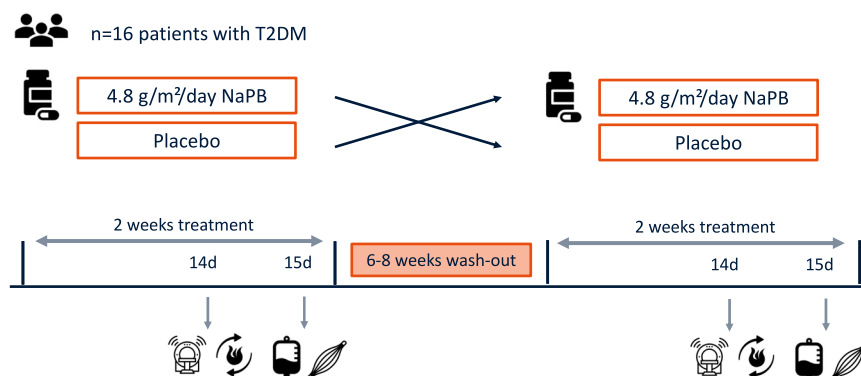 n=16 patients with T2DM
4.8 g/m²/day NaPB
Placebo
4.8 g/m²/day NaPB
Placebo
2 weeks treatment
14d
15d
6-8 weeks wash-out
2 weeks treatment
14d
15d